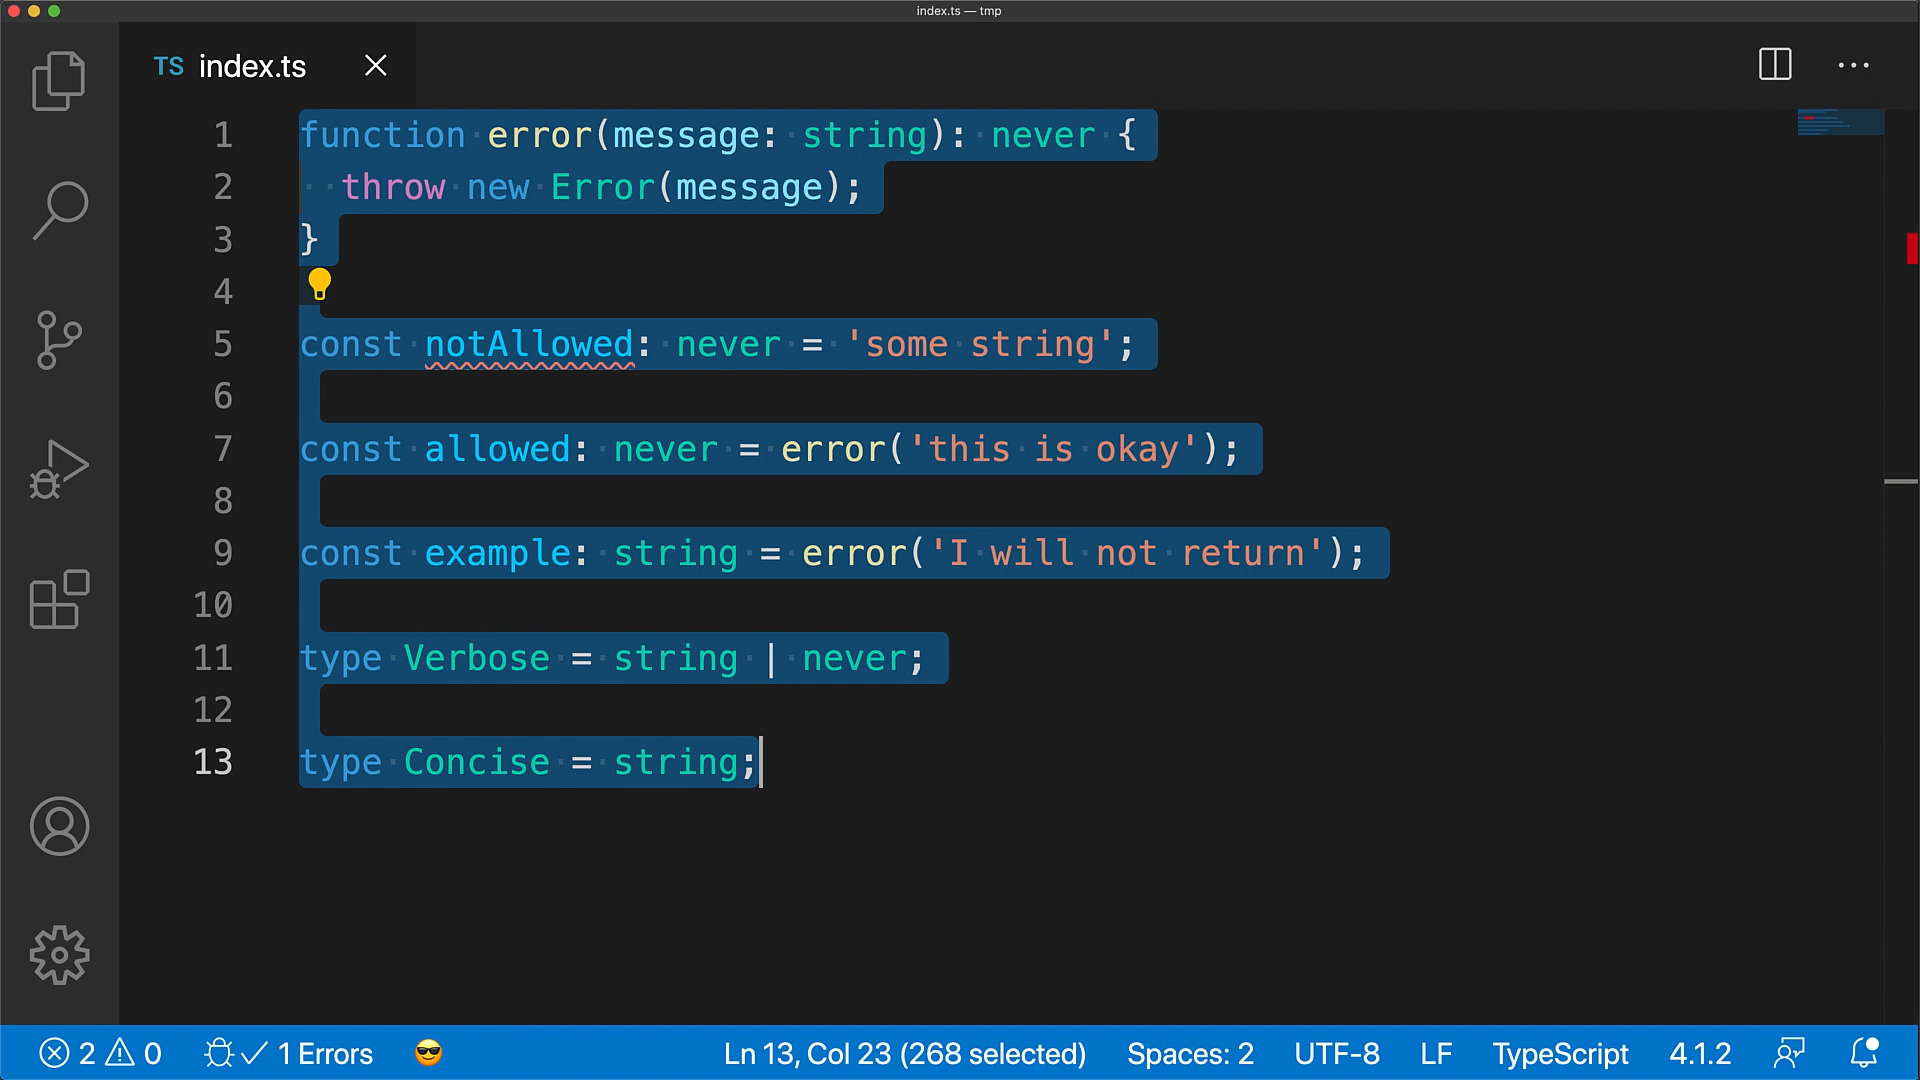 index.ts — tmp
TS index.ts
1 function error(message: string): never {
2   throw new Error(message);
3 }
4
5 const notAllowed: never = 'some string';
6
7 const allowed: never = error('this is okay');
8
9 const example: string = error('I will not return');
10
11 type Verbose = string | never;
12
13 type Concise = string;
2 0 1 Errors Ln 13, Col 23 (268 selected) Spaces: 2 UTF-8 LF TypeScript 4.1.2